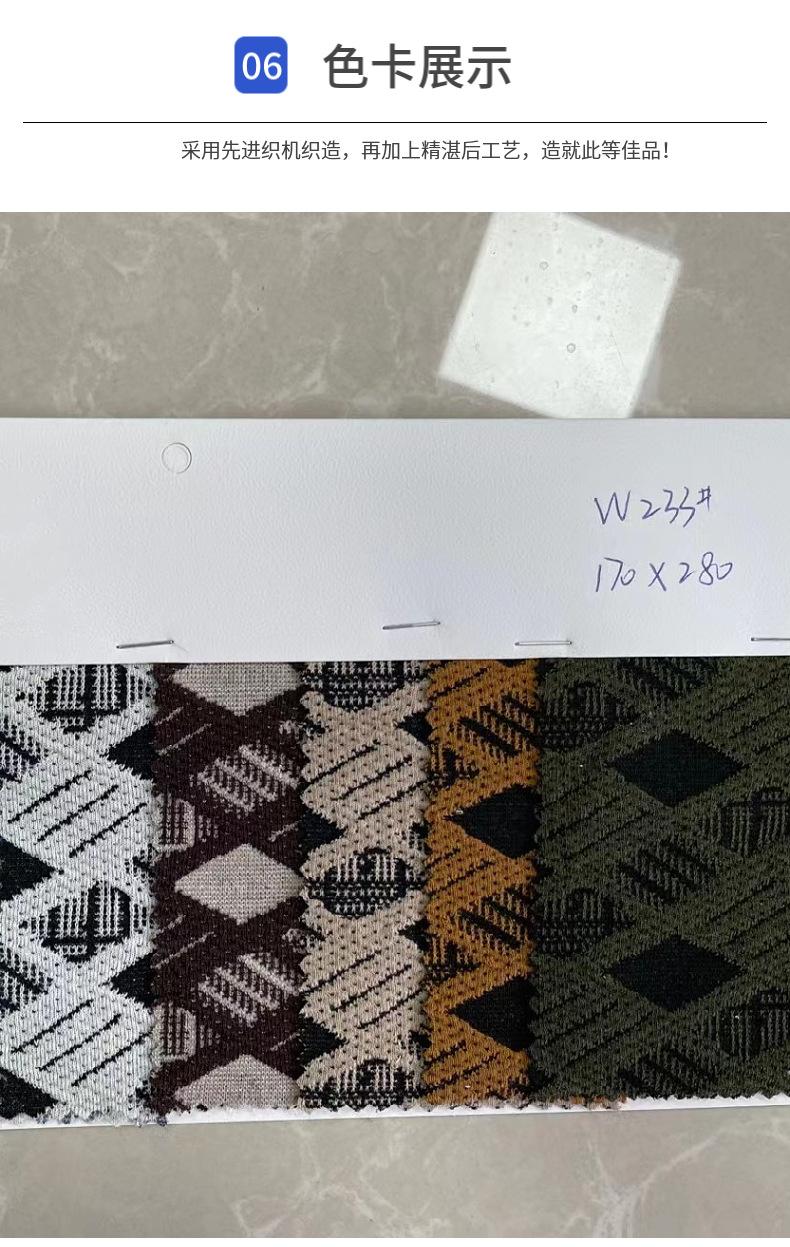 06 色卡展示
采用先进织机织造，再加上精湛后工艺，造就此等佳品！
W233#
170X280